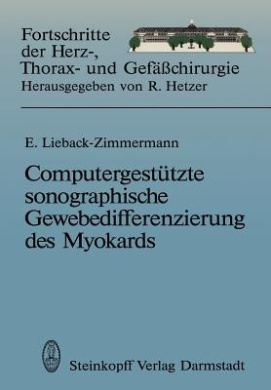 Fortschritte
der Herz-,
Thorax- und Gefäßchirurgie
Herausgegeben von R. Hetzer
E. Lieback-Zimmermann
Computergestützte
sonographische
Gewebedifferenzierung
des Myokards
Steinkopff Verlag Darmstadt